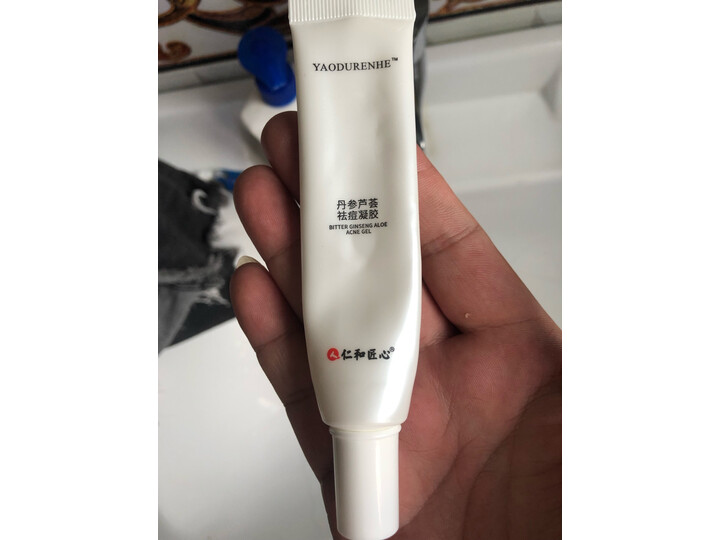 YAODURENHE™
丹参芦荟
祛痘凝胶
BITTER GINSENG ALOE
ACNE GEL
仁和匠心®